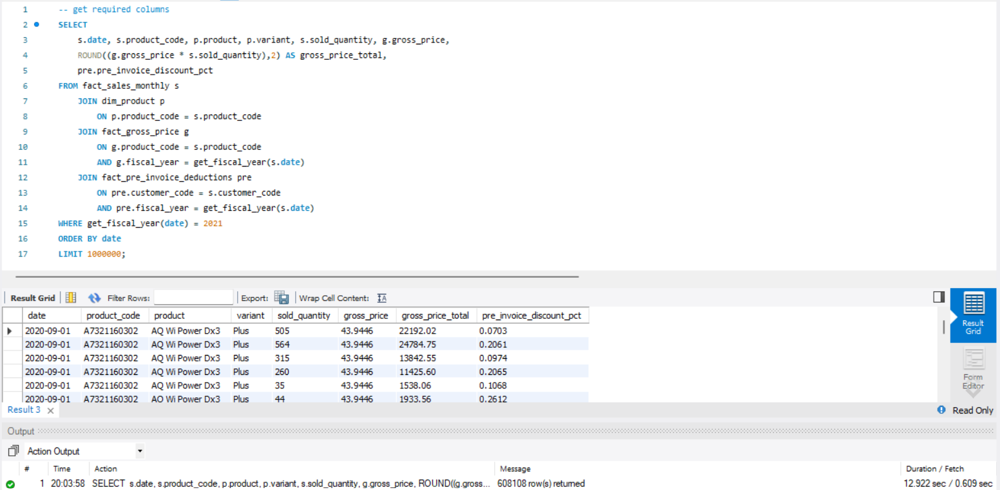 1 -- get required columns
2 SELECT
3 s.date, s.product_code, p.product, p.variant, s.sold_quantity, g.gross_price,
4 ROUND((g.gross_price * s.sold_quantity),2) AS gross_price_total,
5 pre.pre_invoice_discount_pct
6 FROM fact_sales_monthly s
7 JOIN dim_product p
8 ON p.product_code = s.product_code
9 JOIN fact_gross_price g
10 ON g.product_code = s.product_code
11 AND g.fiscal_year = get_fiscal_year(s.date)
12 JOIN fact_pre_invoice_deductions pre
13 ON pre.customer_code = s.customer_code
14 AND pre.fiscal_year = get_fiscal_year(s.date)
15 WHERE get_fiscal_year(date) = 2021
16 ORDER BY date
17 LIMIT 1000000;
Result Grid Filter Rows: Export: Wrap Cell Content:
date product_code product variant sold_quantity gross_price gross_price_total pre_invoice_discount_pct
2020-09-01 A7321160302 AQ Wi Power Dx3 Plus 505 43.9446 22192.02 0.0703
2020-09-01 A7321160302 AQ Wi Power Dx3 Plus 564 43.9446 24784.75 0.2061
2020-09-01 A7321160302 AQ Wi Power Dx3 Plus 315 43.9446 13842.55 0.0974
2020-09-01 A7321160302 AQ Wi Power Dx3 Plus 260 43.9446 11425.60 0.2065
2020-09-01 A7321160302 AQ Wi Power Dx3 Plus 35 43.9446 1538.06 0.1068
2020-09-01 A7321160302 AQ Wi Power Dx3 Plus 44 43.9446 1933.56 0.2612
Result
Grid
Form
Editor
Result 3 Read Only
Output
Action Output
# Time Action Message Duration / Fetch
1 20:03:58 SELECT s.date, s.product_code, p.product, p.variant, s.sold_quantity, g.gross_price, ROUND((g.gross... 608108 row(s) returned 12.922 sec / 0.609 sec